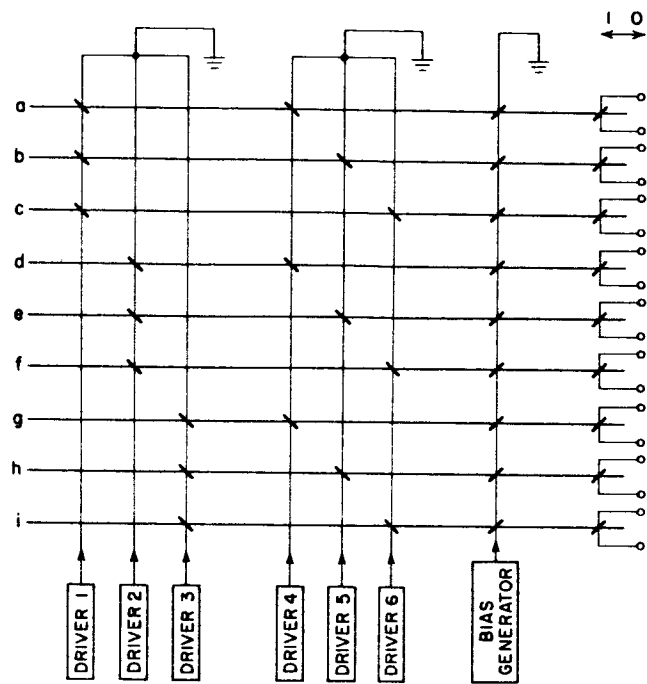 1 0
a
b
c
d
e
f
g
h
i
DRIVER 1
DRIVER 2
DRIVER 3
DRIVER 4
DRIVER 5
DRIVER 6
BIAS
GENERATOR